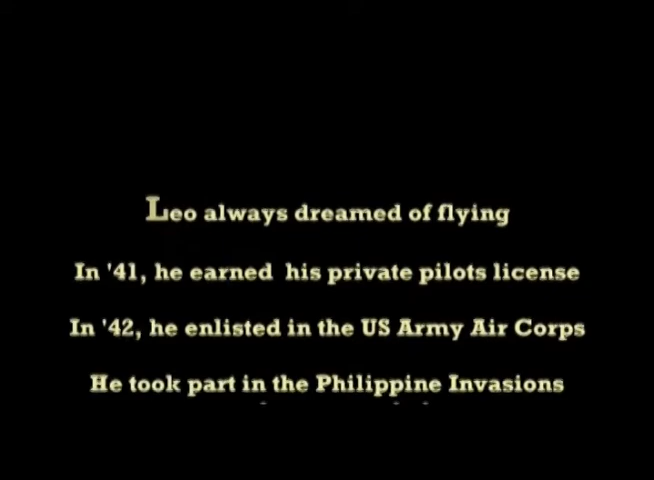 Leo always dreamed of flying
In '41, he earned his private pilots license
In '42, he enlisted in the US Army Air Corps
He took part in the Philippine Invasions